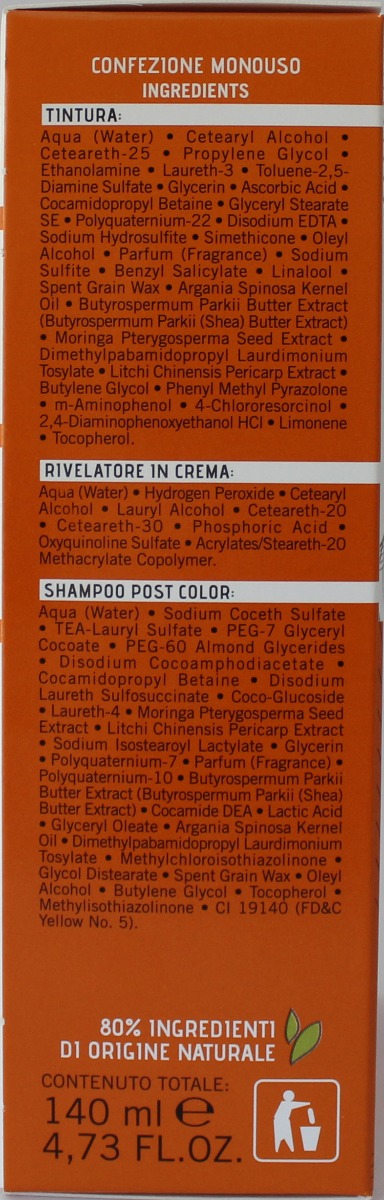 CONFEZIONE MONOUSO
INGREDIENTS
TINTURA:
Aqua (Water) • Cetearyl Alcohol •
Ceteareth-25 • Propylene Glycol •
Ethanolamine • Laureth-3 • Toluene-2,5-
Diamine Sulfate • Glycerin • Ascorbic Acid •
Cocamidopropyl Betaine • Glyceryl Stearate
SE • Polyquaternium-22 • Disodium EDTA •
Sodium Hydrosulfite • Simethicone • Oleyl
Alcohol • Parfum (Fragrance) • Sodium
Sulfite • Benzyl Salicylate • Linalool •
Spent Grain Wax • Argania Spinosa Kernel
Oil • Butyrospermum Parkii Butter Extract
(Butyrospermum Parkii (Shea) Butter Extract)
• Moringa Pterygosperma Seed Extract •
Dimethylpabamidopropyl Laurdimonium
Tosylate • Litchi Chinensis Pericarp Extract •
Butylene Glycol • Phenyl Methyl Pyrazolone
• m-Aminophenol • 4-Chlororesorcinol •
2,4-Diaminophenoxyethanol HCl • Limonene
• Tocopherol.
RIVELATORE IN CREMA:
Aqua (Water) • Hydrogen Peroxide • Cetearyl
Alcohol • Lauryl Alcohol • Ceteareth-20
• Ceteareth-30 • Phosphoric Acid •
Oxyquinoline Sulfate • Acrylates/Steareth-20
Methacrylate Copolymer.
SHAMPOO POST COLOR:
Aqua (Water) • Sodium Coceth Sulfate
• TEA-Lauryl Sulfate • PEG-7 Glyceryl
Cocoate • PEG-60 Almond Glycerides
• Disodium Cocoamphodiacetate •
Cocamidopropyl Betaine • Disodium
Laureth Sulfosuccinate • Coco-Glucoside
• Laureth-4 • Moringa Pterygosperma Seed
Extract • Litchi Chinensis Pericarp Extract
• Sodium Isostearoyl Lactylate • Glycerin
• Polyquaternium-7 • Parfum (Fragrance) •
Polyquaternium-10 • Butyrospermum Parkii
Butter Extract (Butyrospermum Parkii (Shea)
Butter Extract) • Cocamide DEA • Lactic Acid
• Glyceryl Oleate • Argania Spinosa Kernel
Oil • Dimethylpabamidopropyl Laurdimonium
Tosylate • Methylchloroisothiazolinone •
Glycol Distearate • Spent Grain Wax • Oleyl
Alcohol • Butylene Glycol • Tocopherol •
Methylisothiazolinone • CI 19140 (FD&C
Yellow No. 5).
80% INGREDIENTI
DI ORIGINE NATURALE
CONTENUTO TOTALE:
140 ml ℮
4,73 FL.OZ.